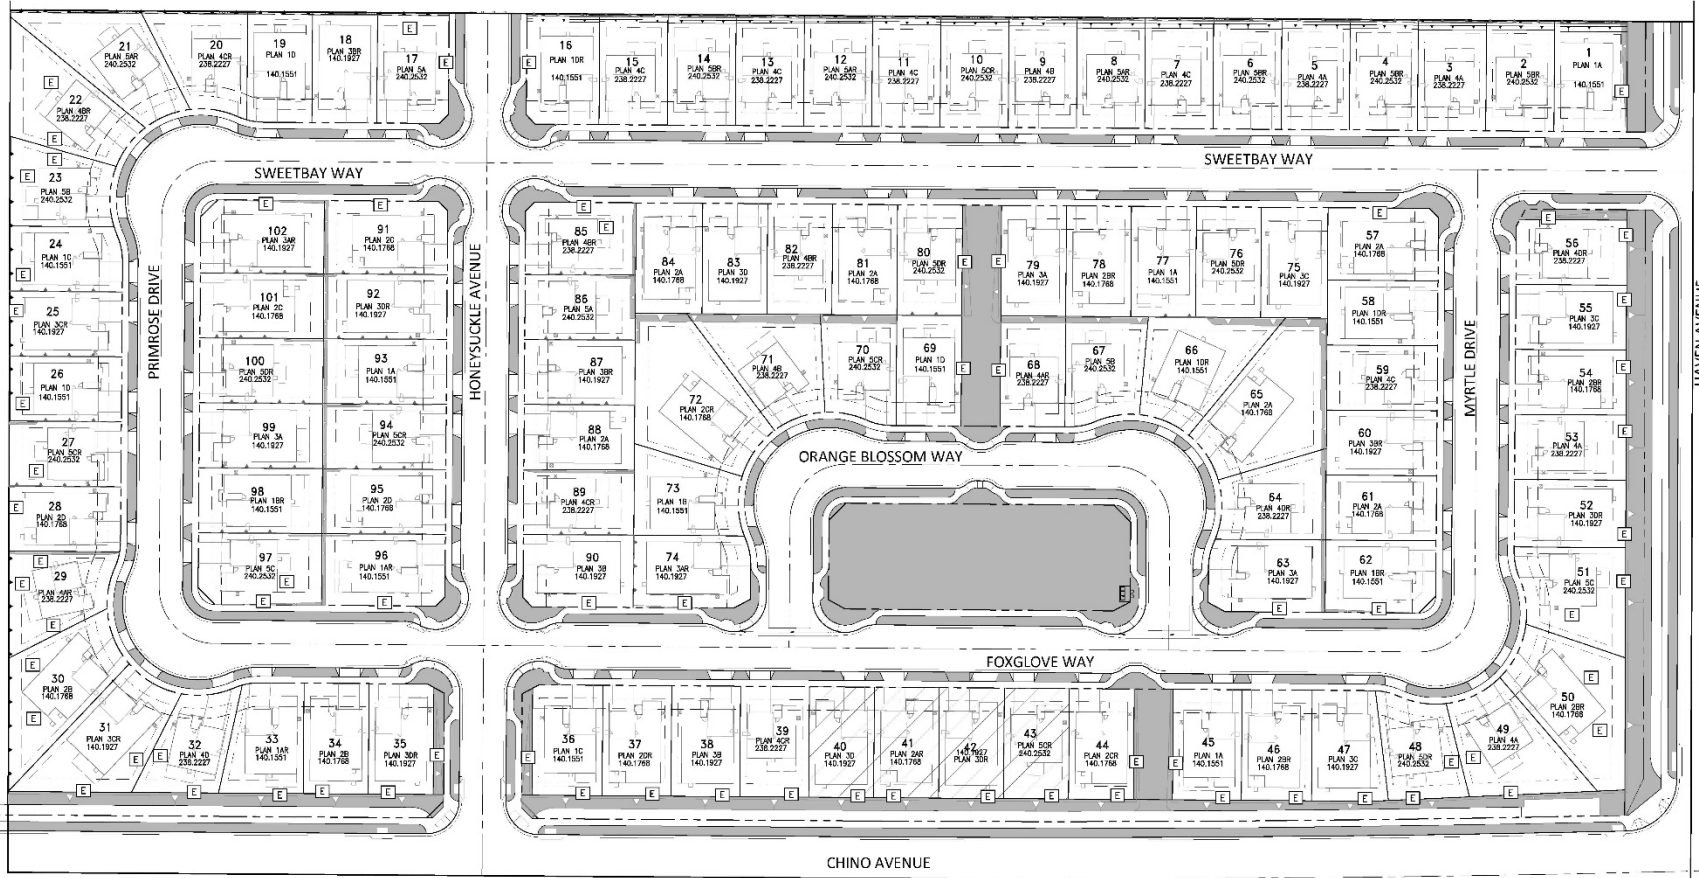 21
PLAN 5AR
240.2532
20
PLAN 4CR
238.2227
19
PLAN 1D
140.1551
18
PLAN 3BR
140.1927
E
17
PLAN 5A
240.2532
E
E
16
PLAN 1DR
140.1551
15
PLAN 4C
238.2227
14
PLAN 5BR
240.2532
13
PLAN 4C
238.2227
12
PLAN 5AR
240.2532
11
PLAN 4C
238.2227
10
PLAN 5CR
240.2532
9
PLAN 4B
238.2227
8
PLAN 5AR
240.2532
7
PLAN 4C
238.2227
6
PLAN 5BR
240.2532
5
PLAN 4A
238.2227
4
PLAN 5BR
240.2532
3
PLAN 4A
238.2227
2
PLAN 5BR
240.2532
1
PLAN 1A
140.1551
E
E
22
PLAN 4BR
238.2227
E
E
E
23
PLAN 5B
240.2532
SWEETBAY WAY
SWEETBAY WAY
24
PLAN 1C
140.1551
E
25
PLAN 3CR
140.1927
E
26
PLAN 1D
140.1551
E
27
PLAN 5CR
240.2532
E
28
PLAN 2D
140.1768
E
E
29
PLAN 4AR
238.2227
E
E
PRIMROSE DRIVE
E
102
PLAN 3AR
140.1927
E
91
PLAN 2C
140.1768
101
PLAN 2C
140.1768
92
PLAN 3DR
140.1927
100
PLAN 5DR
240.2532
93
PLAN 1A
140.1551
99
PLAN 3A
140.1927
94
PLAN 5CR
240.2532
98
PLAN 1BR
140.1551
95
PLAN 2D
140.1768
97
PLAN 5C
240.2532
E
E
96
PLAN 1AR
140.1551
E
HONEYSUCKLE AVENUE
E
E
85
PLAN 4BR
238.2227
86
PLAN 5A
240.2532
87
PLAN 3BR
140.1927
88
PLAN 2A
140.1768
89
PLAN 4CR
238.2227
90
PLAN 3B
140.1927
E
84
PLAN 2A
140.1768
83
PLAN 3D
140.1927
82
PLAN 4BR
238.2227
81
PLAN 2A
140.1768
80
PLAN 5DR
240.2532
E
E
79
PLAN 3A
140.1927
78
PLAN 2BR
140.1768
77
PLAN 1A
140.1551
76
PLAN 5DR
240.2532
75
PLAN 3C
140.1927
72
PLAN 2CR
140.1768
71
PLAN 4B
238.2227
70
PLAN 5CR
240.2532
69
PLAN 1D
140.1551
E
E
68
PLAN 4AR
238.2227
67
PLAN 5B
240.2532
66
PLAN 1DR
140.1551
65
PLAN 2A
140.1768
73
PLAN 1B
140.1551
74
PLAN 3AR
140.1927
E
ORANGE BLOSSOM WAY
64
PLAN 4DR
238.2227
63
PLAN 3A
140.1927
E
E
57
PLAN 2A
140.1768
58
PLAN 1DR
140.1551
59
PLAN 4C
238.2227
60
PLAN 3BR
140.1927
61
PLAN 2A
140.1768
62
PLAN 1BR
140.1551
E
MYRTLE DRIVE
E
56
PLAN 4DR
238.2227
E
55
PLAN 3C
140.1927
E
54
PLAN 2BR
140.1768
E
53
PLAN 4A
238.2227
E
52
PLAN 3DR
140.1927
E
51
PLAN 5C
240.2532
E
E
HAVEN AVENUE
FOXGLOVE WAY
E
30
PLAN 2B
140.1768
E
31
PLAN 3CR
140.1927
E
E
E
32
PLAN 4D
238.2227
E
33
PLAN 1AR
140.1551
E
34
PLAN 2B
140.1768
E
35
PLAN 3DR
140.1927
E
E
E
36
PLAN 1C
140.1551
E
37
PLAN 2DR
140.1768
E
38
PLAN 3B
140.1927
E
39
PLAN 4CR
238.2227
E
40
PLAN 3D
140.1927
E
41
PLAN 2AR
140.1768
E
42
140.1927
PLAN 3DR
E
43
PLAN 5CR
240.2532
E
44
PLAN 2CR
140.1768
E
E
E
45
PLAN 1A
140.1551
E
46
PLAN 2BR
140.1768
E
47
PLAN 3C
140.1927
E
48
PLAN 5DR
240.2532
E
E
49
PLAN 4A
238.2227
E
E
50
PLAN 2BR
140.1768
E
CHINO AVENUE